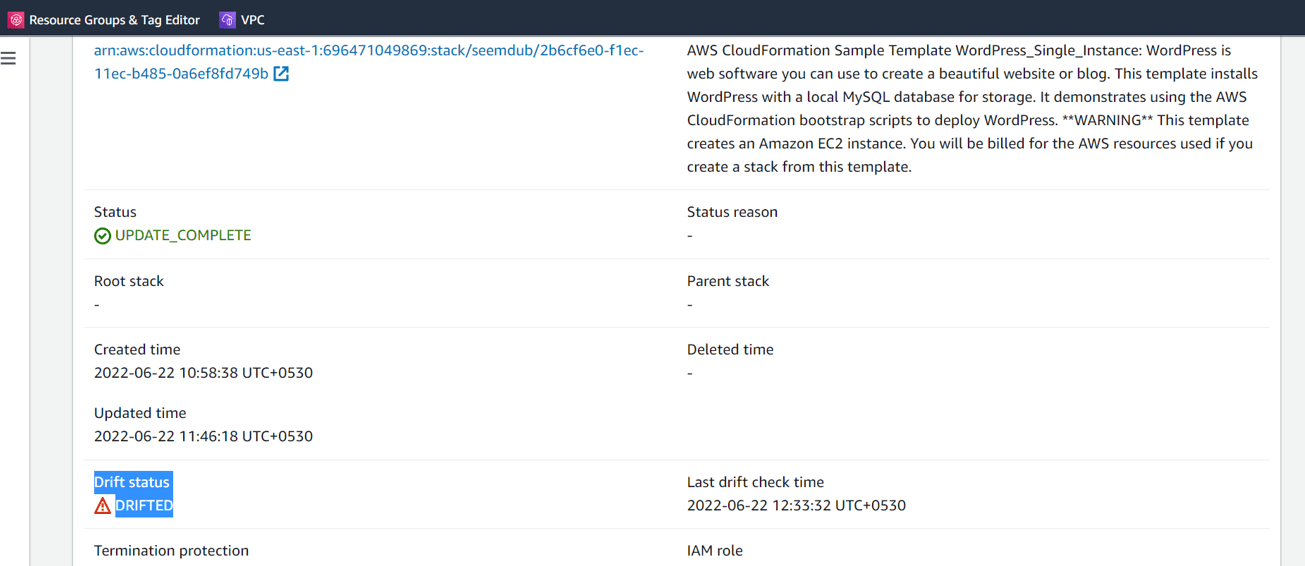 Resource Groups & Tag Editor VPC
arn:aws:cloudformation:us-east-1:696471049869:stack/seemdub/2b6cf6e0-f1ec-
11ec-b485-0a6ef8fd749b
AWS CloudFormation Sample Template WordPress_Single_Instance: WordPress is
web software you can use to create a beautiful website or blog. This template installs
WordPress with a local MySQL database for storage. It demonstrates using the AWS
CloudFormation bootstrap scripts to deploy WordPress. **WARNING** This template
creates an Amazon EC2 instance. You will be billed for the AWS resources used if you
create a stack from this template.
Status
UPDATE_COMPLETE
Status reason
-
Root stack
-
Parent stack
-
Created time
2022-06-22 10:58:38 UTC+0530
Deleted time
-
Updated time
2022-06-22 11:46:18 UTC+0530
Drift status
DRIFTED
Last drift check time
2022-06-22 12:33:32 UTC+0530
Termination protection
IAM role